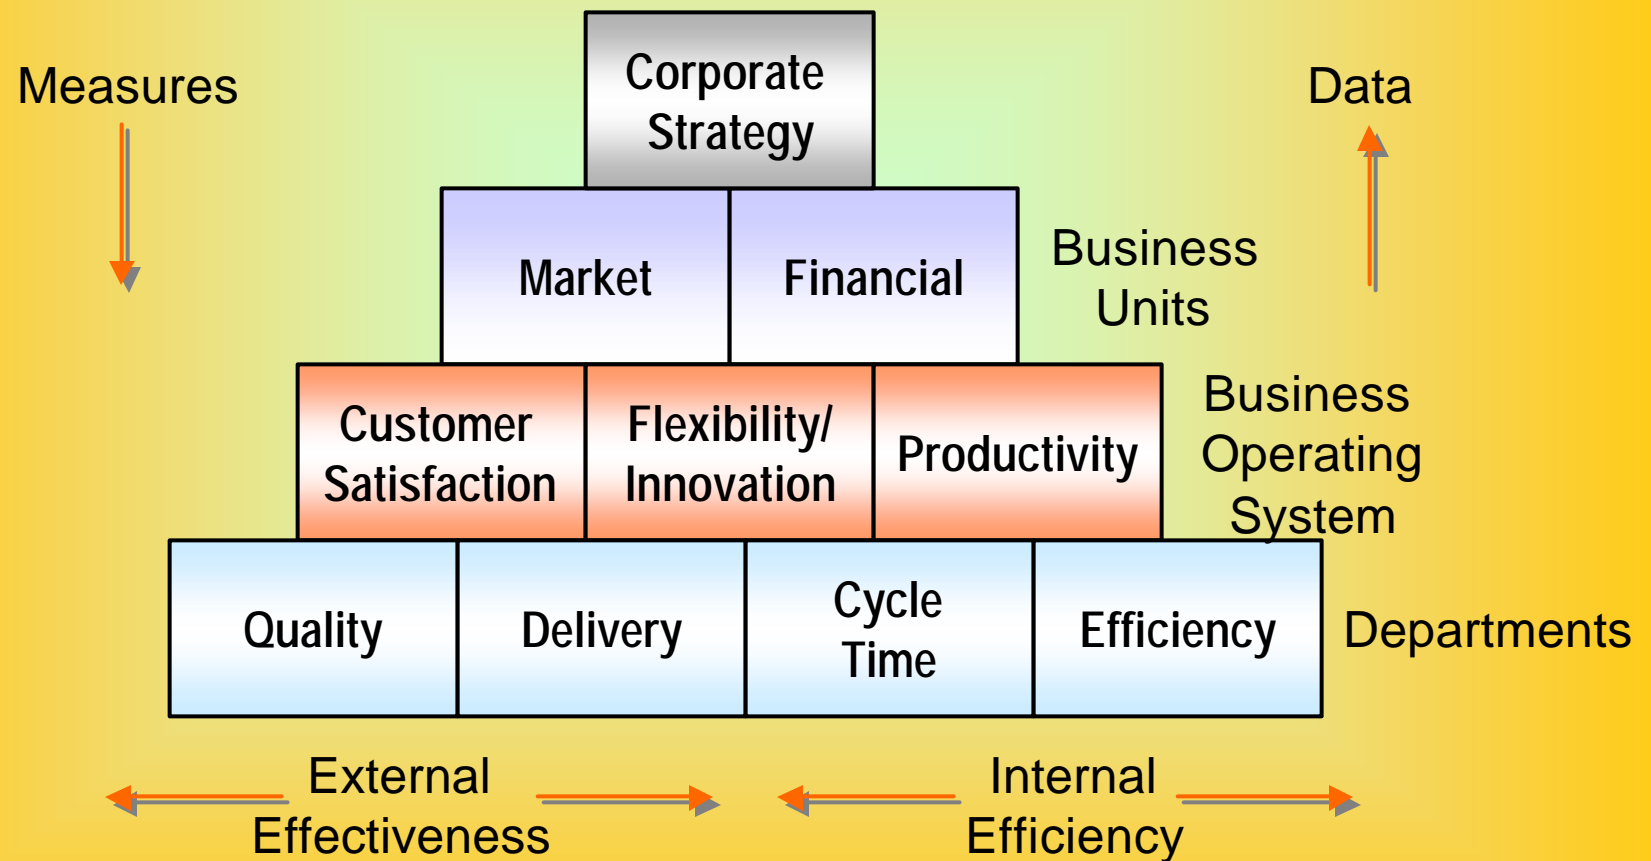 Measures
Corporate
Strategy
Data
Market
Financial
Business
Units
Customer
Satisfaction
Flexibility/
Innovation
Productivity
Business
Operating
System
Quality
Delivery
Cycle
Time
Efficiency
Departments
External
Effectiveness
Internal
Efficiency